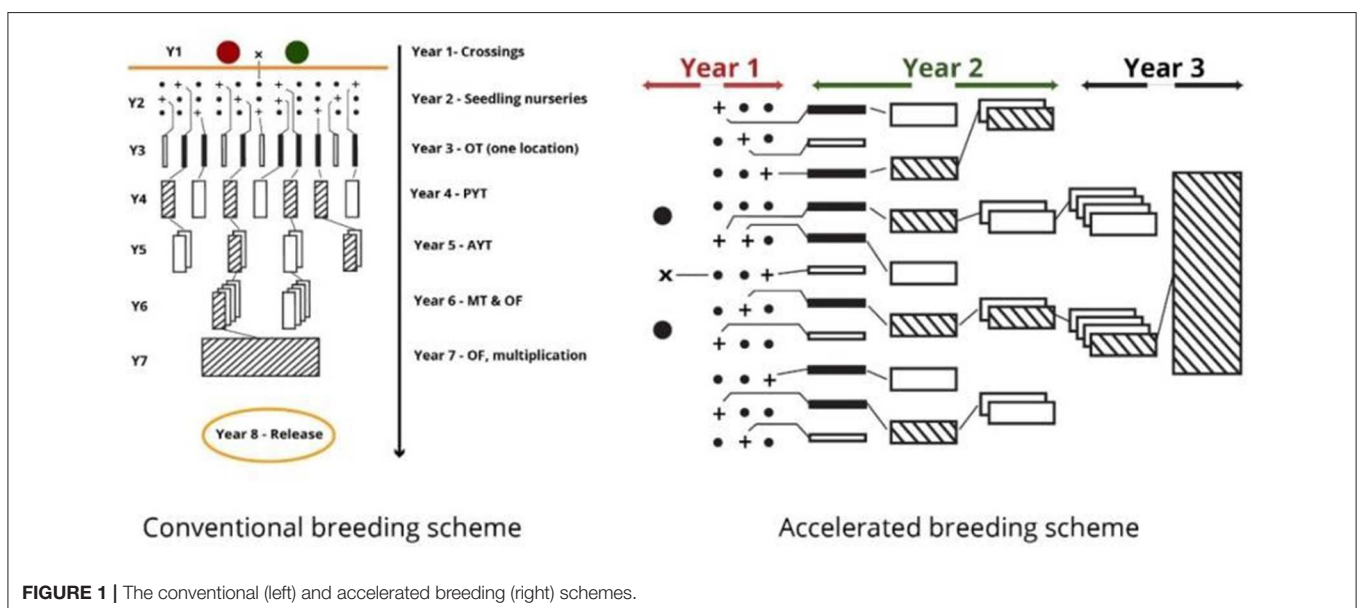 Y1
x
Year 1- Crossings
Y2
Year 2 - Seedling nurseries
Y3
Year 3 - OT (one location)
Y4
Year 4 - PYT
Y5
Year 5 - AYT
Y6
Year 6 - MT & OF
Y7
Year 7 - OF, multiplication
Year 8 - Release
Conventional breeding scheme
Year 1
Year 2
Year 3
x
Accelerated breeding scheme
FIGURE 1 | The conventional (left) and accelerated breeding (right) schemes.